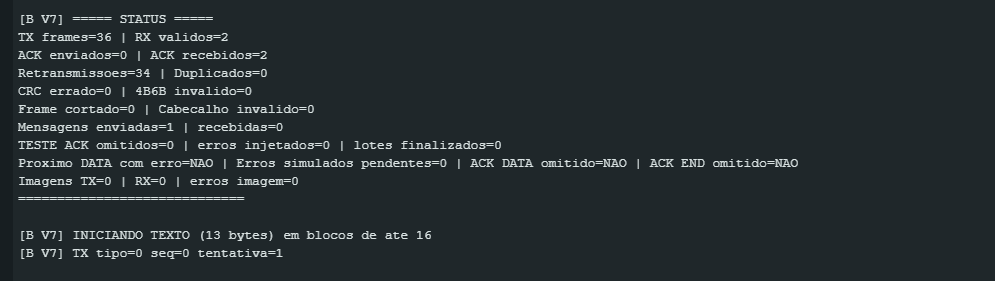 [B V7] ===== STATUS =====
TX frames=36 | RX validos=2
ACK enviados=0 | ACK recebidos=2
Retransmissoes=34 | Duplicados=0
CRC errado=0 | 4B6B invalido=0
Frame cortado=0 | Cabecalho invalido=0
Mensagens enviadas=1 | recebidas=0
TESTE ACK omitidos=0 | erros injetados=0 | lotes finalizados=0
Proximo DATA com erro=NAO | Erros simulados pendentes=0 | ACK DATA omitido=NAO | ACK END omitido=NAO
Imagens TX=0 | RX=0 | erros imagem=0
=============================
[B V7] INICIANDO TEXTO (13 bytes) em blocos de ate 16
[B V7] TX tipo=0 seq=0 tentativa=1